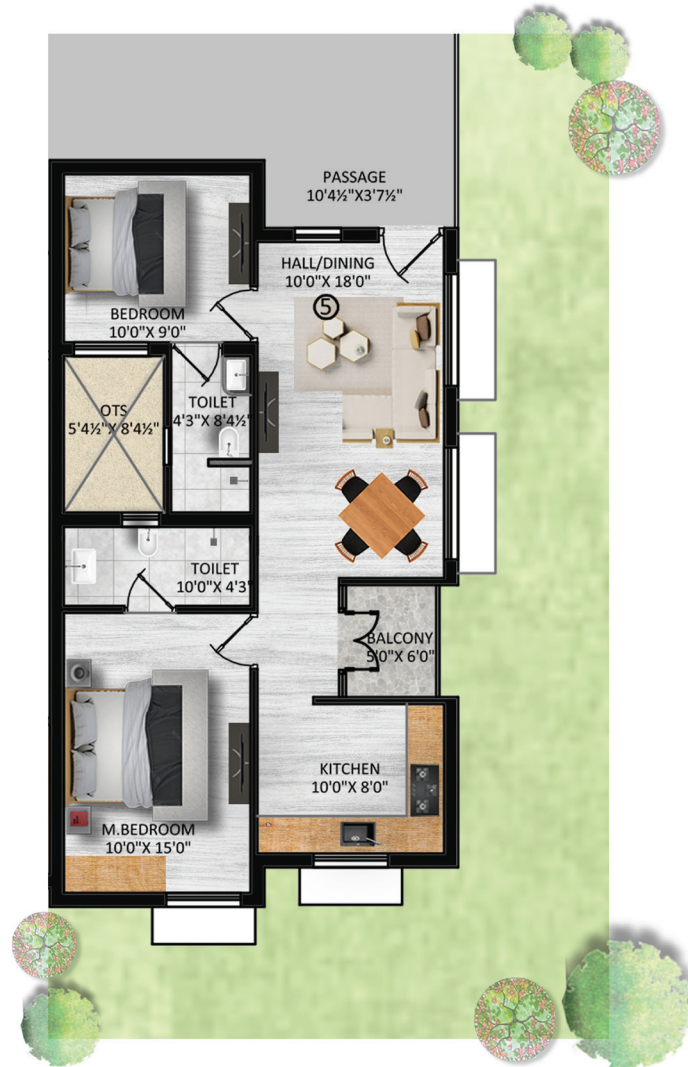 PASSAGE
10'4½"X3'7½"
HALL/DINING
10'0"X 18'0"
5
BEDROOM
10'0"X 9'0"
OTS
5'4½"X 8'4½"
TOILET
4'3"X 8'4½"
TOILET
10'0"X 4'3"
BALCONY
5'0"X 6'0"
KITCHEN
10'0"X 8'0"
M.BEDROOM
10'0"X 15'0"